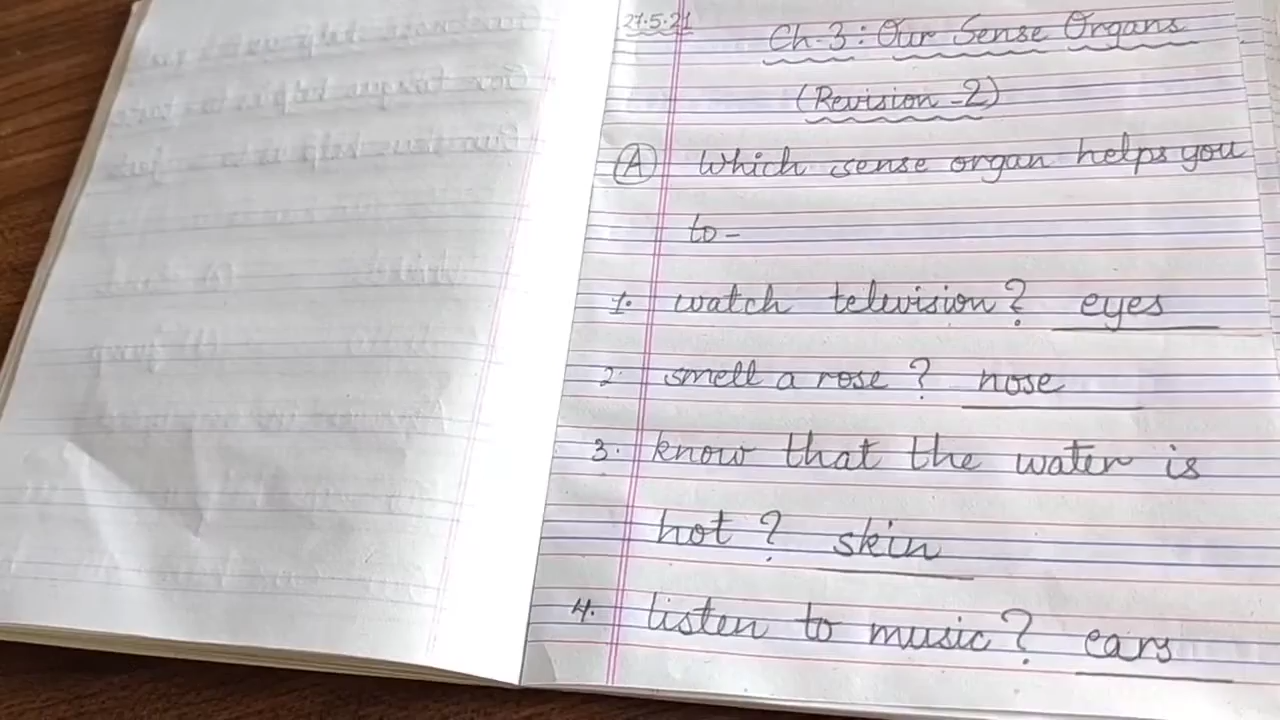 27.5.21
Ch-3: Our Sense Organs
(Revision-2)
(A) Which sense organ helps you
to-
1. watch television? eyes
2. smell a rose? nose
3. know that the water is
hot? skin
4. listen to music? ears